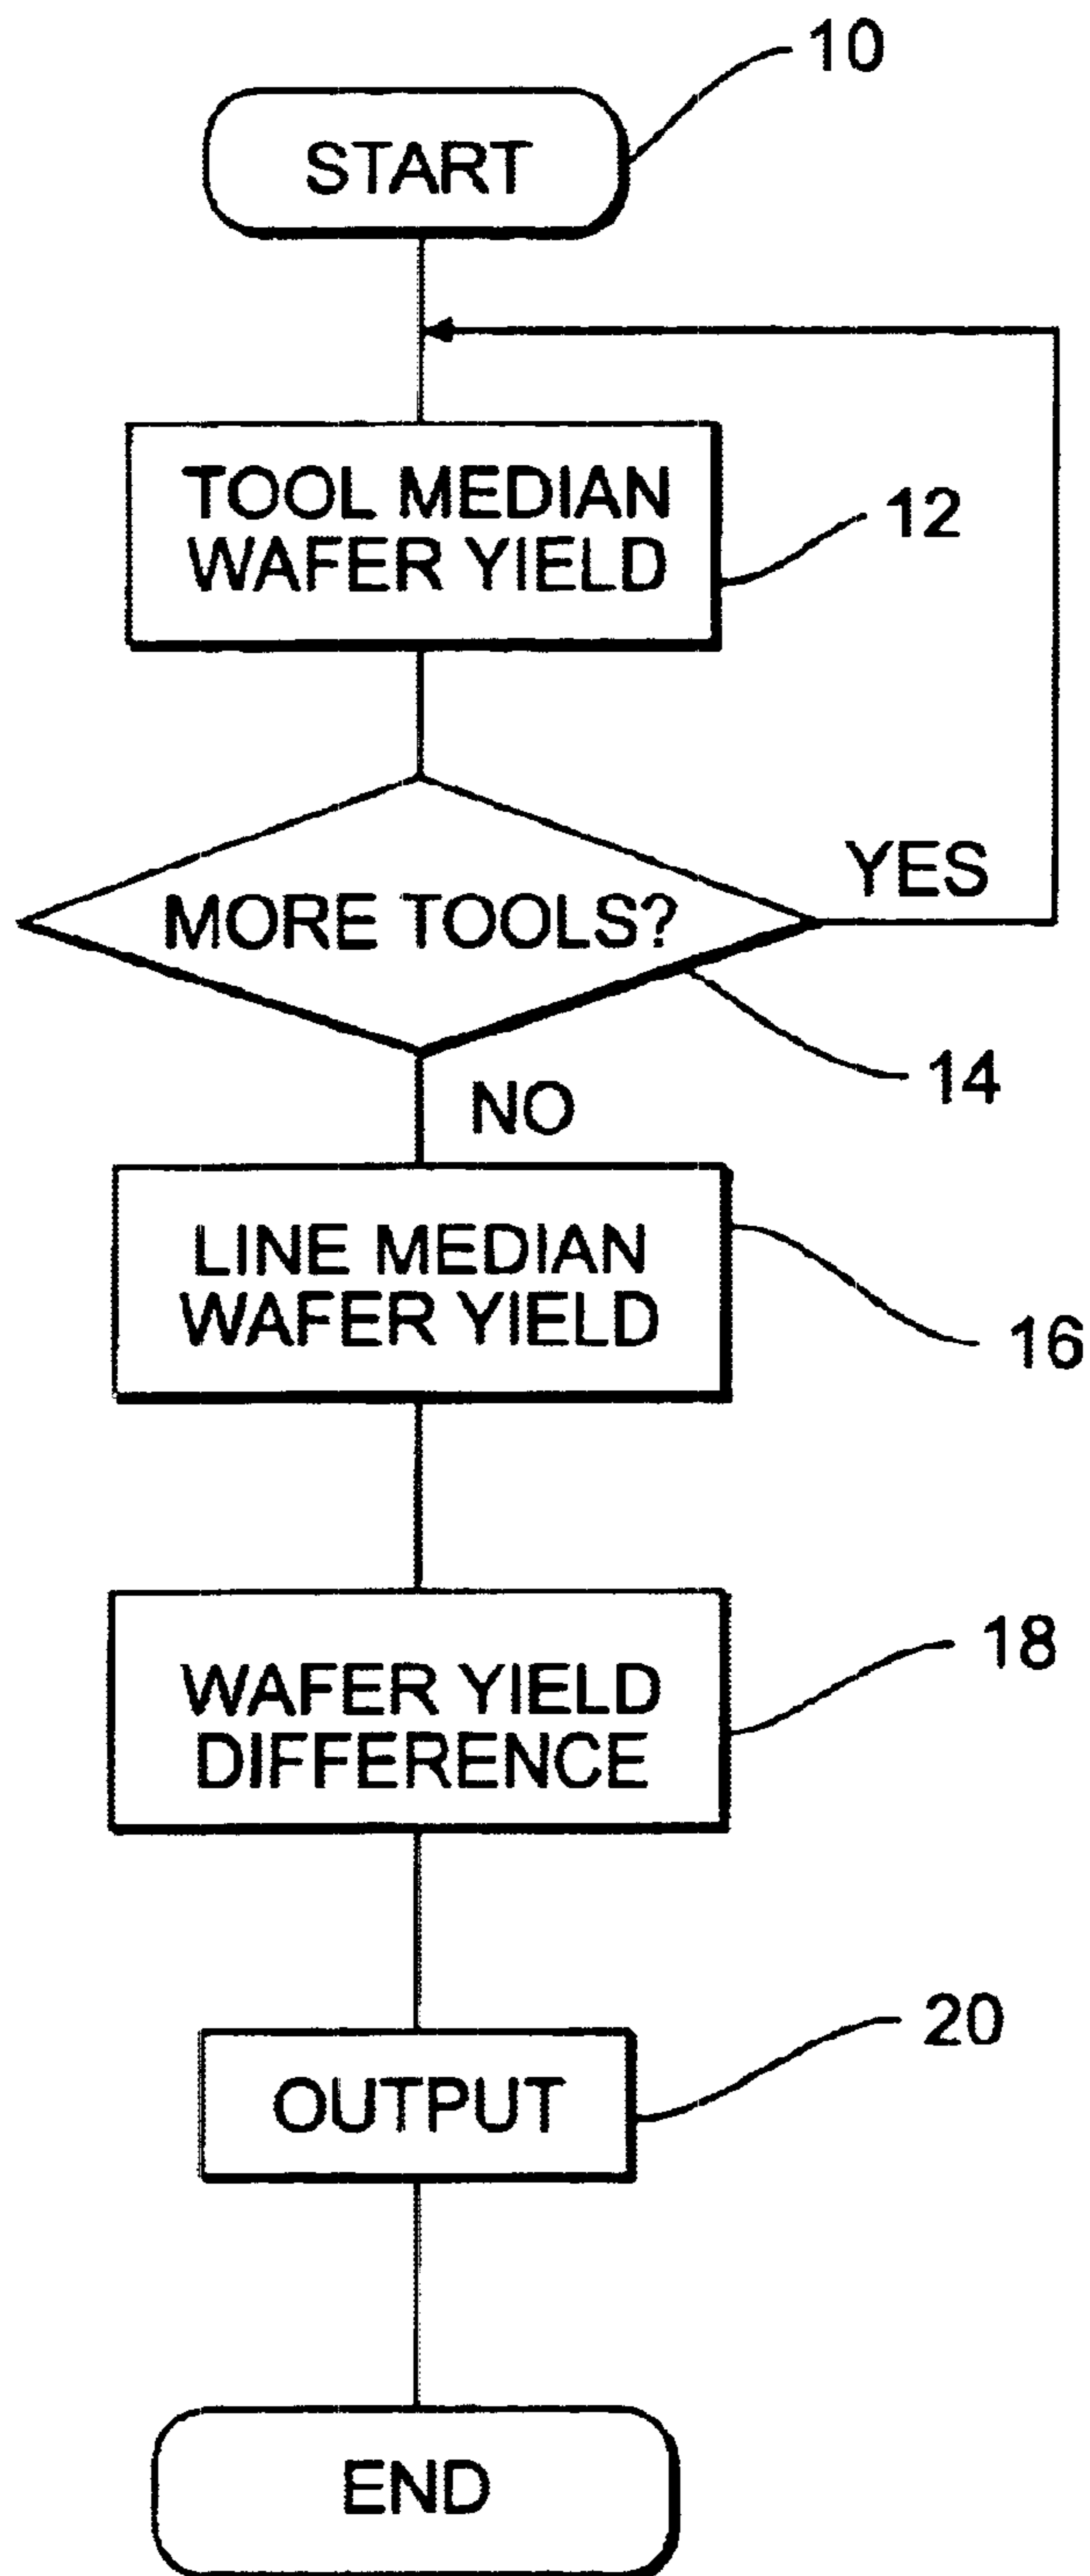 10
START
TOOL MEDIAN
WAFER YIELD
12
MORE TOOLS?
YES
14
NO
LINE MEDIAN
WAFER YIELD
16
WAFER YIELD
DIFFERENCE
18
OUTPUT
20
END